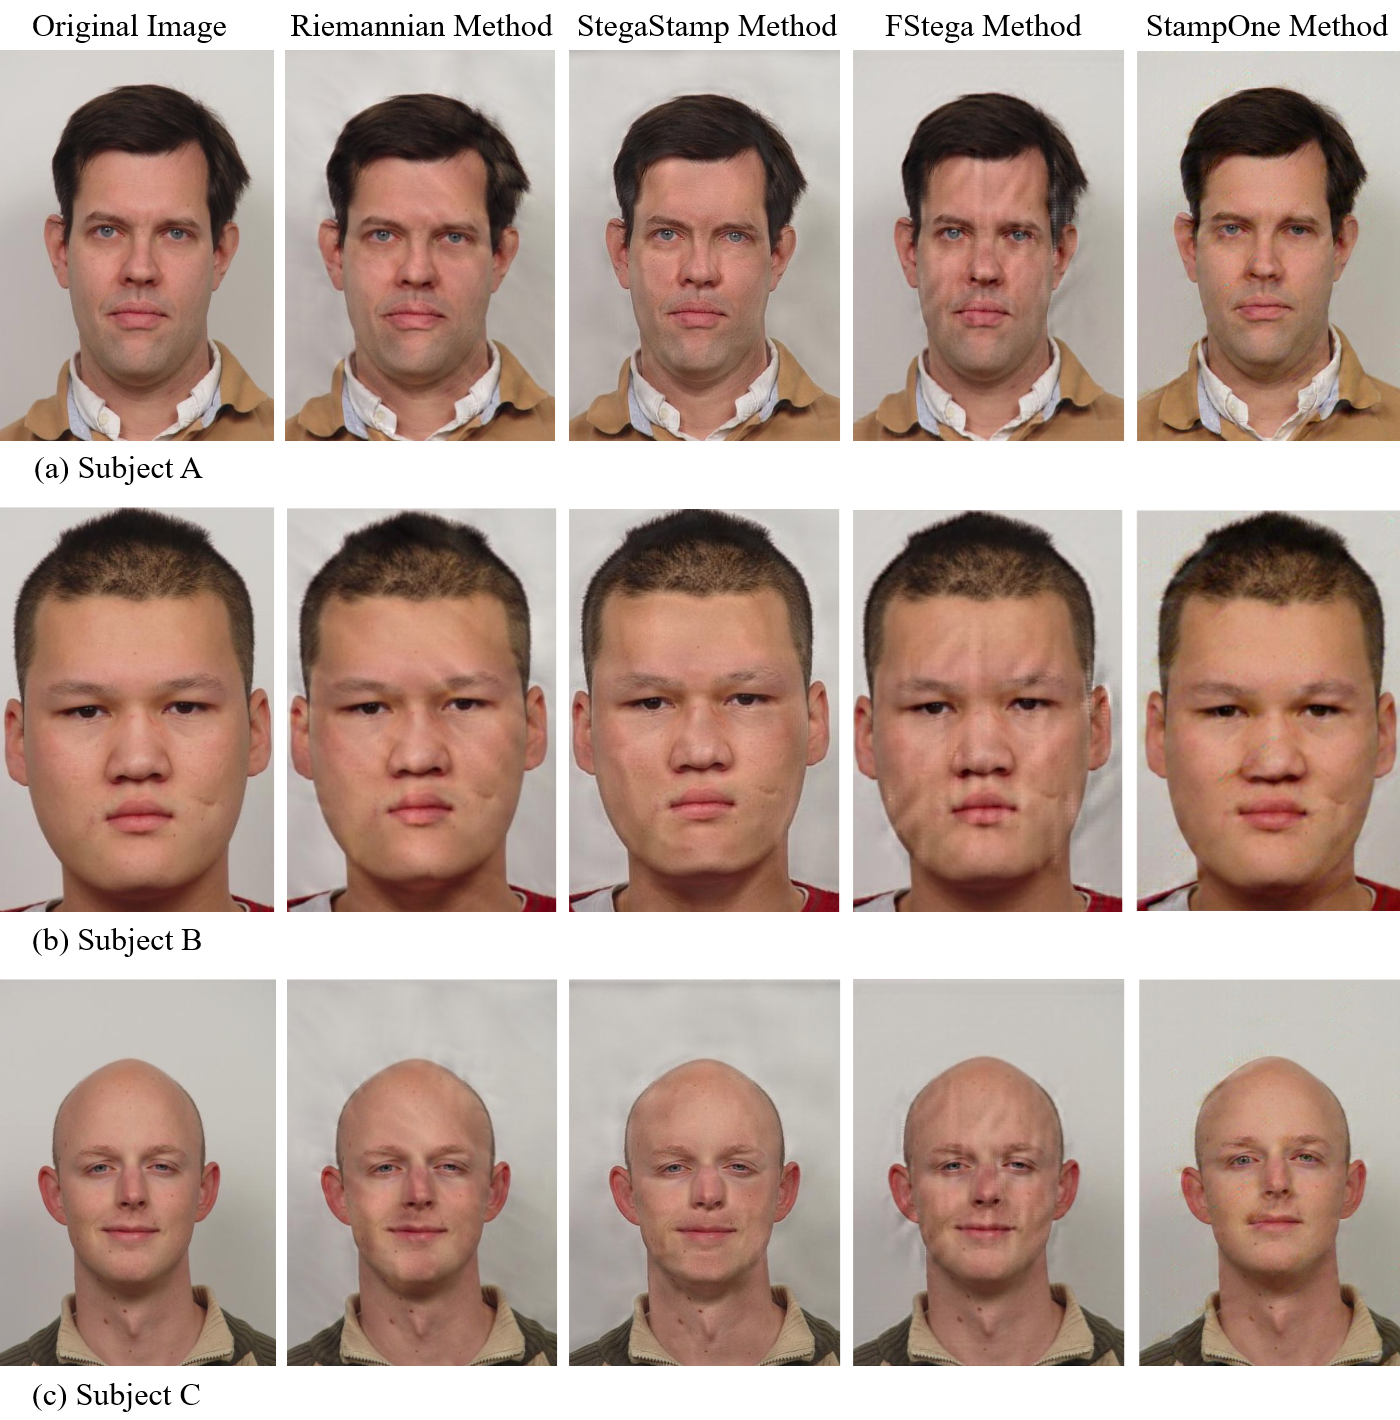 Original Image Riemannian Method StegaStamp Method FStega Method StampOne Method
(a) Subject A
(b) Subject B
(c) Subject C